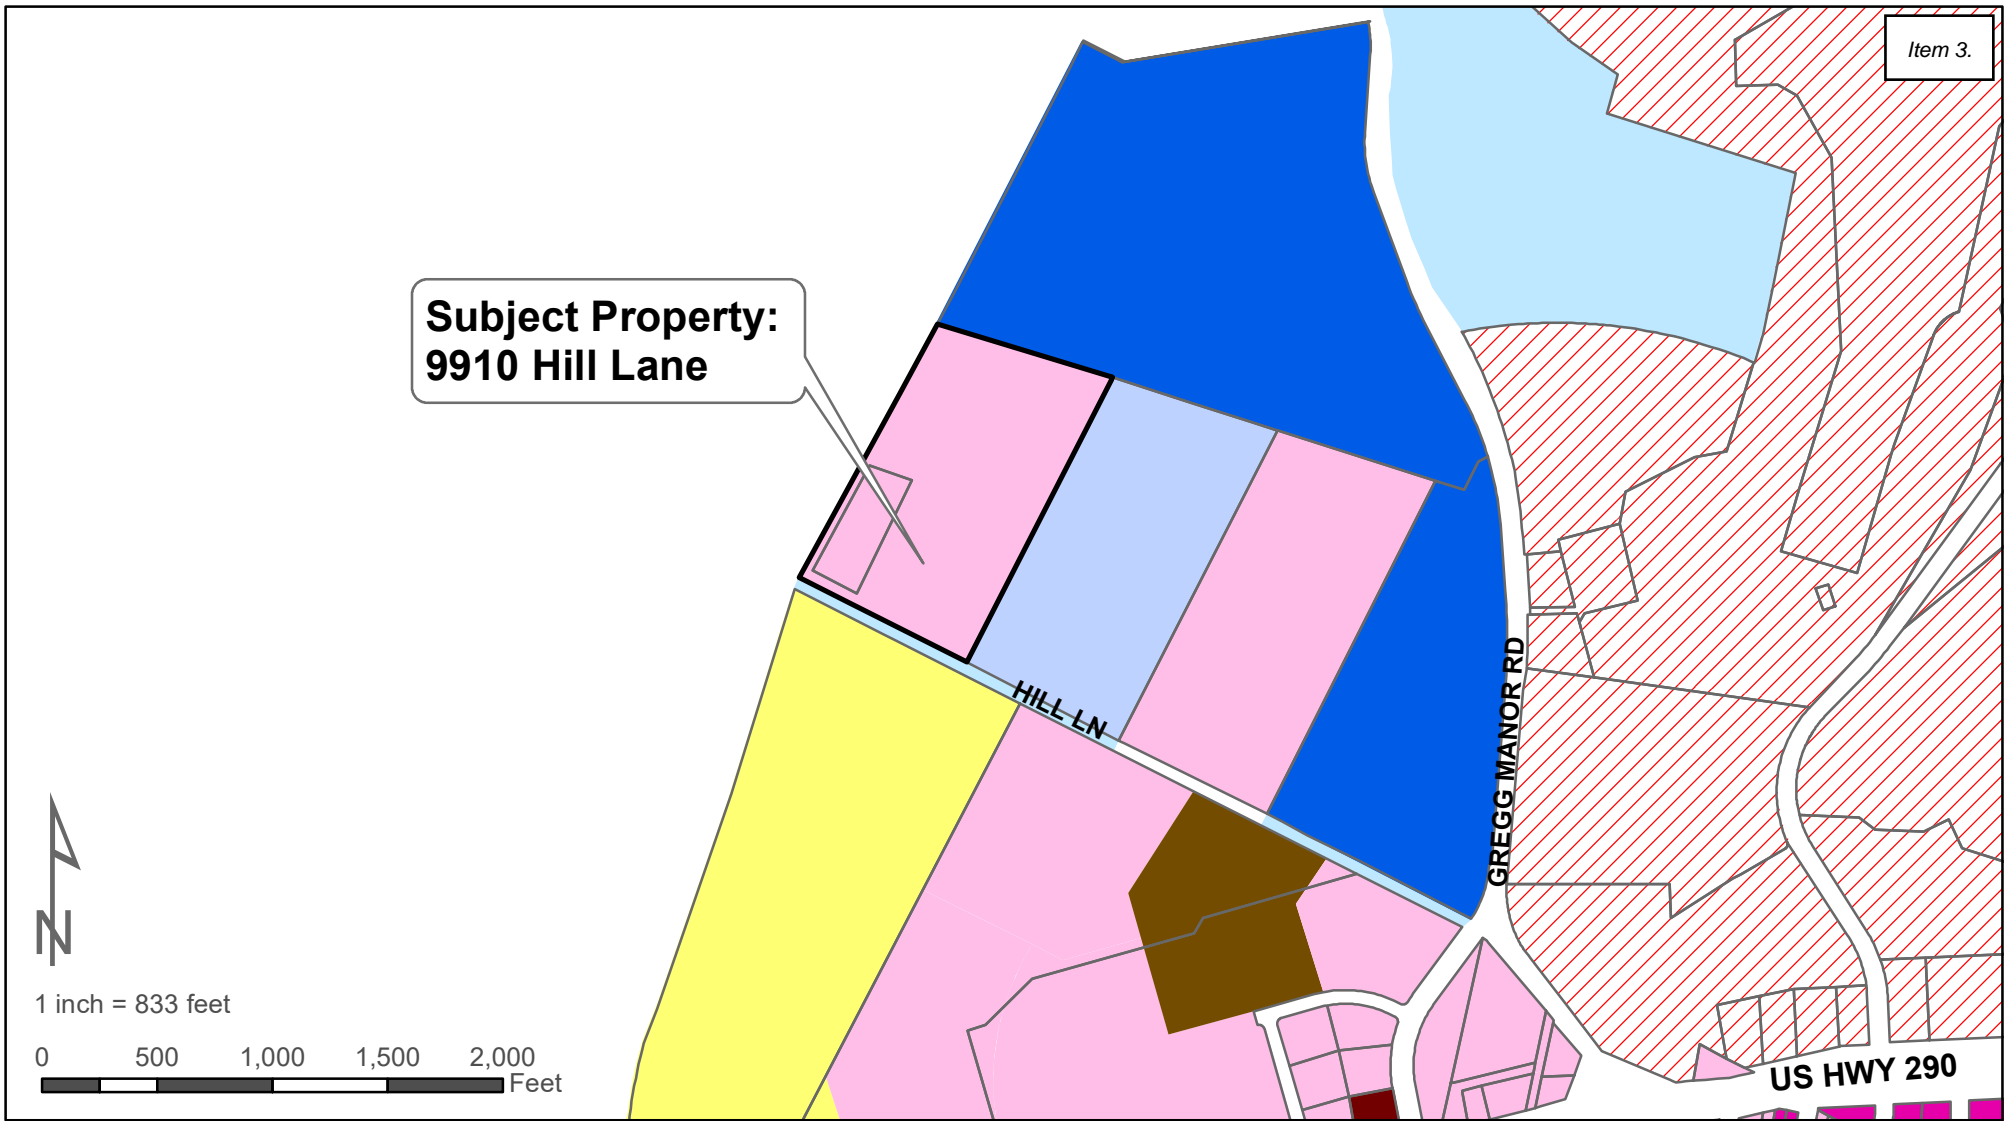 Item 3.
Subject Property:
9910 Hill Lane
HILL LN
GREGG MANOR RD
N
1 inch = 833 feet
0 500 1,000 1,500 2,000
Feet
US HWY 290